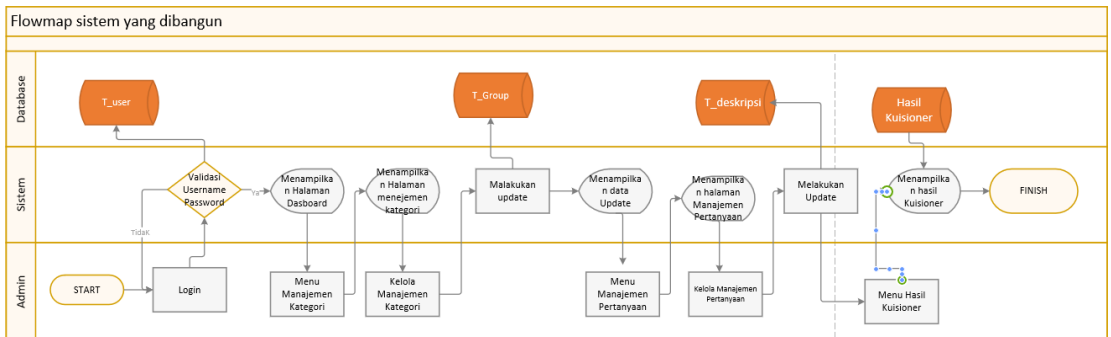 Flowmap sistem yang dibangun
Database
T_user
T_Group
T_deskripsi
Hasil
Kuisioner
Sistem
Validasi
Username
Password
Ya
Menampilka
n Halaman
Dasboard
Menampilka
n Halaman
menejemen
kategori
Malakukan
update
Menampilka
n data
Update
Menampilka
n halaman
Manajemen
Pertanyaan
Melakukan
Update
Menampilka
n hasil
Kuisioner
FINISH
TidaK
Admin
START
Login
Menu
Manajemen
Kategori
Kelola
Manajemen
Kategori
Menu
Manajemen
Pertanyaan
Kelola Manajemen
Pertanyaan
Menu Hasil
Kuisioner